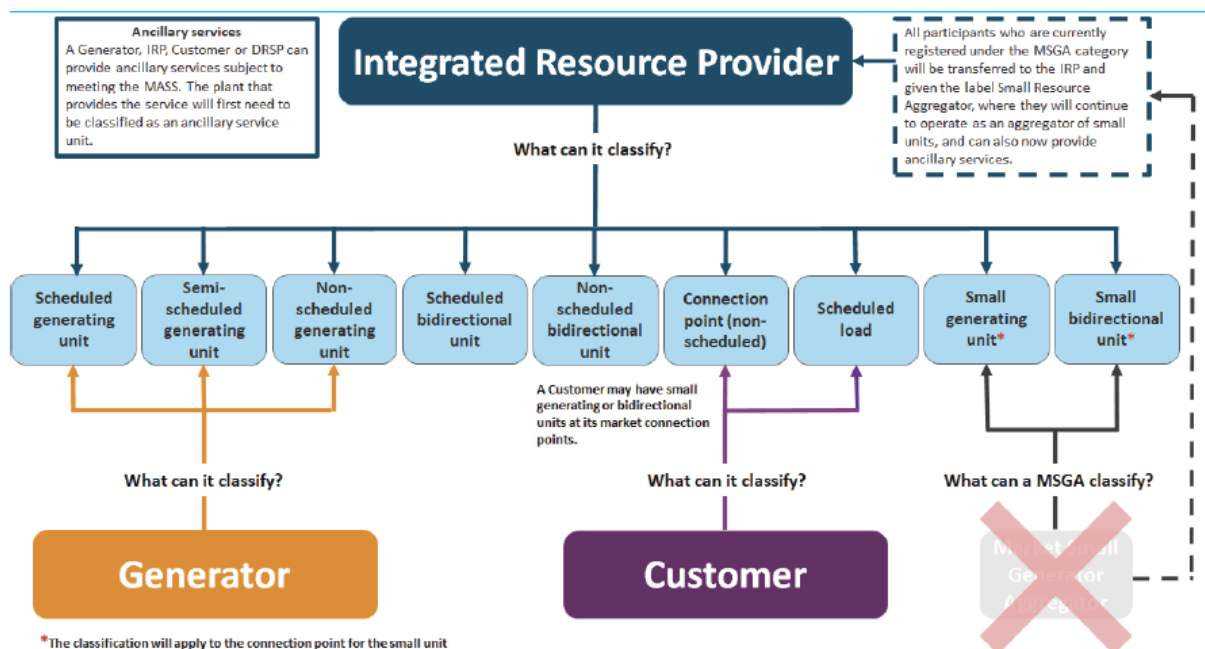 Ancillary services
A Generator, IRP, Customer or DRSP can
provide ancillary services subject to
meeting the MASS. The plant that
provides the service will first need to
be classified as an ancillary service
unit.
Integrated Resource Provider
All participants who are currently
registered under the MSGA category
will be transferred to the IRP and
given the label Small Resource
Aggregator, where they will continue
to operate as an aggregator of small
units, and can also now provide
ancillary services.
What can it classify?
Scheduled
generating
unit
Semi-
scheduled
generating
unit
Non-
scheduled
generating
unit
Scheduled
bidirectional
unit
Non-
scheduled
bidirectional
unit
Connection
point (non-
scheduled)
Scheduled
load
Small
generating
unit*
Small
bidirectional
unit*
A Customer may have small
generating or bidirectional
units at its market connection
points.
What can it classify?
What can it classify?
What can a MSGA classify?
Generator
Customer
Market Small
Generator
Aggregator
*The classification will apply to the connection point for the small unit